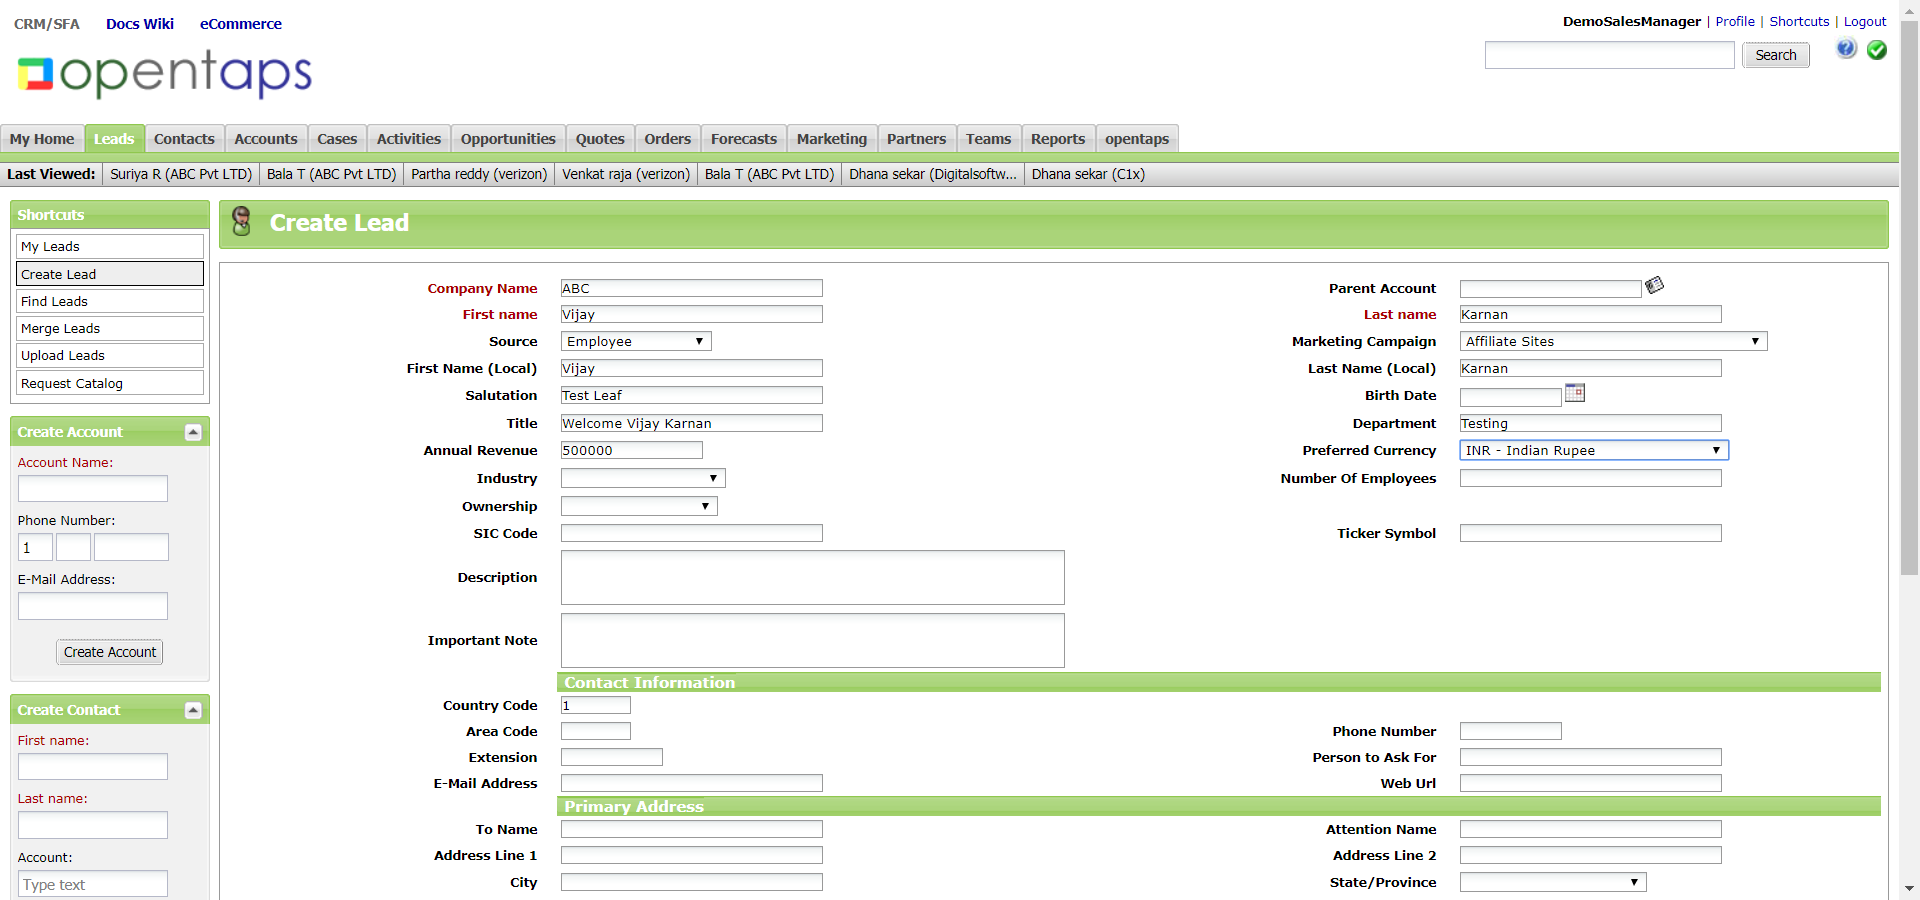 CRM/SFA Docs Wiki eCommerce
DemoSalesManager | Profile | Shortcuts | Logout
Search
opentaps
My Home Leads Contacts Accounts Cases Activities Opportunities Quotes Orders Forecasts Marketing Partners Teams Reports opentaps
Last Viewed: Suriya R (ABC Pvt LTD) Bala T (ABC Pvt LTD) Partha reddy (verizon) Venkat raja (verizon) Bala T (ABC Pvt LTD) Dhana sekar (Digitalsoftw... Dhana sekar (C1x)
Shortcuts
My Leads
Create Lead
Find Leads
Merge Leads
Upload Leads
Request Catalog
Create Account
Account Name:
Phone Number:
1
E-Mail Address:
Create Account
Create Contact
First name:
Last name:
Account:
Type text
Create Lead
Company Name ABC Parent Account
First name Vijay Last name Karnan
Source Employee Marketing Campaign Affiliate Sites
First Name (Local) Vijay Last Name (Local) Karnan
Salutation Test Leaf Birth Date
Title Welcome Vijay Karnan Department Testing
Annual Revenue 500000 Preferred Currency INR - Indian Rupee
Industry Number Of Employees
Ownership
SIC Code Ticker Symbol
Description
Important Note
Contact Information
Country Code 1
Area Code Phone Number
Extension Person to Ask For
E-Mail Address Web Url
Primary Address
To Name Attention Name
Address Line 1 Address Line 2
City State/Province